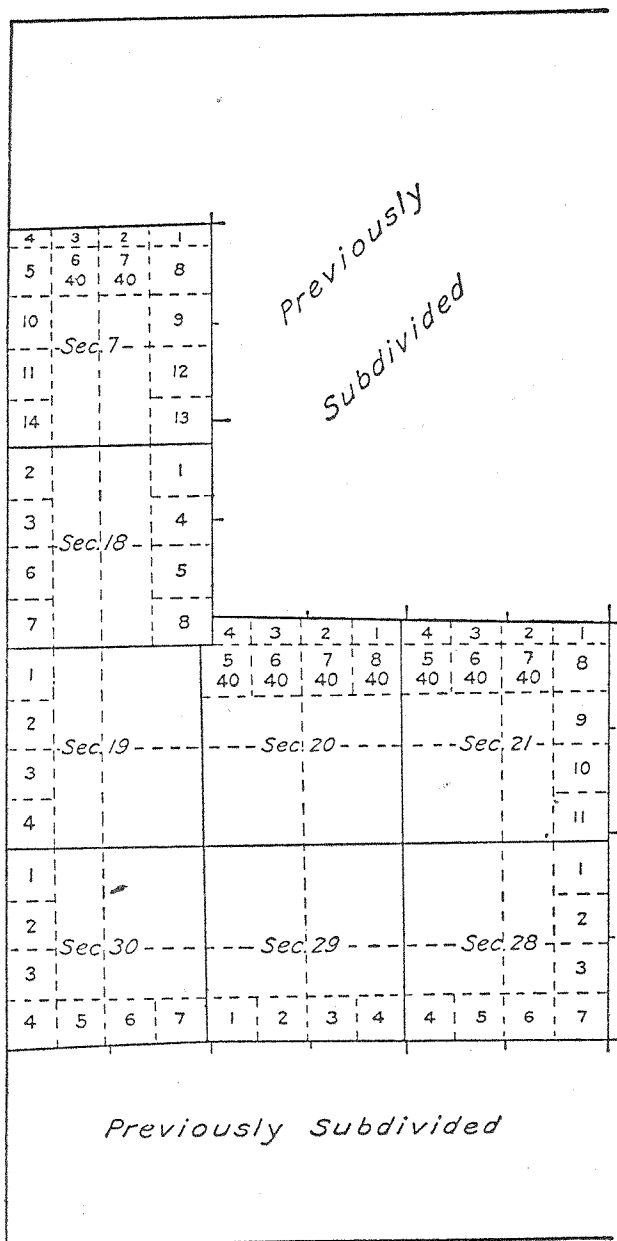 Previously
Subdivided
4 3 2 1
5 6 7 8
40 40
10 9
Sec. 7
11 12
14 13
2 1
3 4
Sec. 18
6 5
7 8
4 3 2 1 4 3 2 1
1 5 6 7 8 5 6 7 8
40 40 40 40 40 40 40
2 9
Sec. 19 Sec. 20 Sec. 21
3 10
4 11
1 1
2 2
Sec. 30 Sec. 29 Sec. 28
3 3
4 5 6 7 1 2 3 4 4 5 6 7
Previously Subdivided